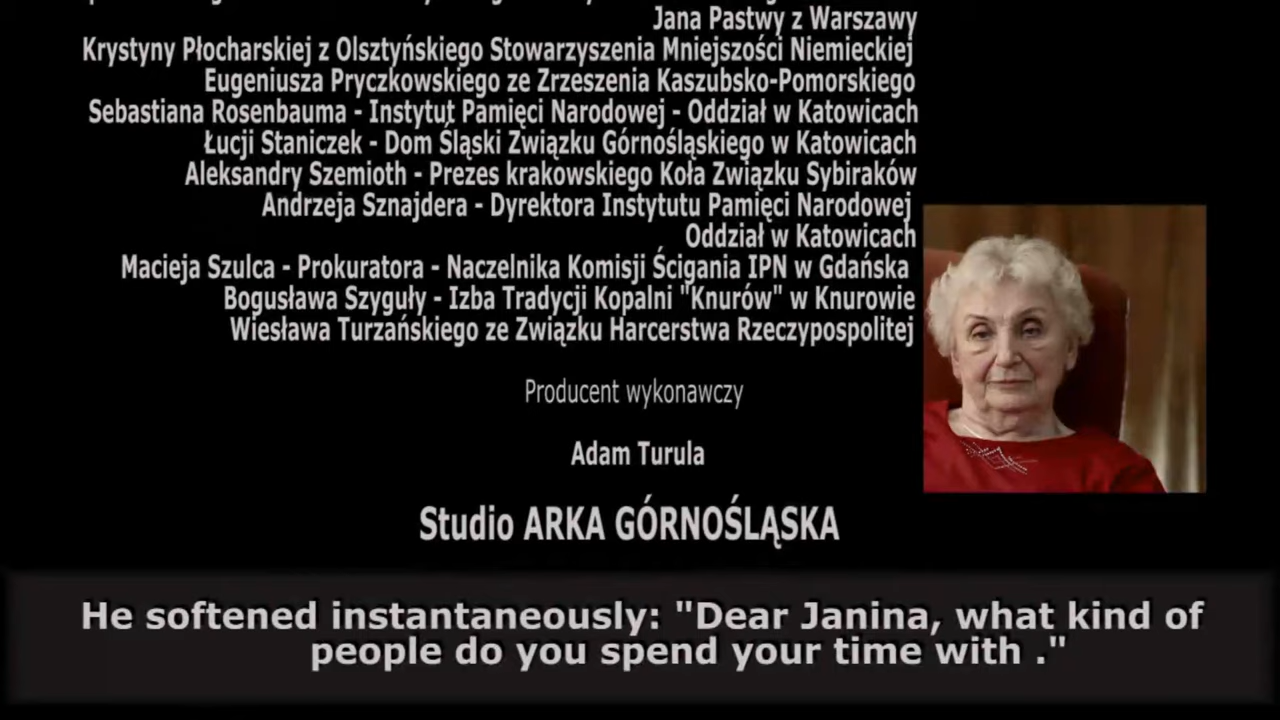 Jana Pastwy z Warszawy
Krystyny Płocharskiej z Olsztyńskiego Stowarzyszenia Mniejszości Niemieckiej
Eugeniusza Pryczkowskiego ze Zrzeszenia Kaszubsko-Pomorskiego
Sebastiana Rosenbauma - Instytut Pamięci Narodowej - Oddział w Katowicach
Łucji Staniczek - Dom Śląski Związku Górnośląskiego w Katowicach
Aleksandry Szemioth - Prezes krakowskiego Koła Związku Sybiraków
Andrzeja Sznajdera - Dyrektora Instytutu Pamięci Narodowej
Oddział w Katowicach
Macieja Szulca - Prokuratora - Naczelnika Komisji Ścigania IPN w Gdańska
Bogusława Szyguły - Izba Tradycji Kopalni "Knurów" w Knurowie
Wiesława Turzańskiego ze Związku Harcerstwa Rzeczypospolitej
Producent wykonawczy
Adam Turula
Studio ARKA GÓRNOŚLĄSKA
He softened instantaneously: "Dear Janina, what kind of
people do you spend your time with ."